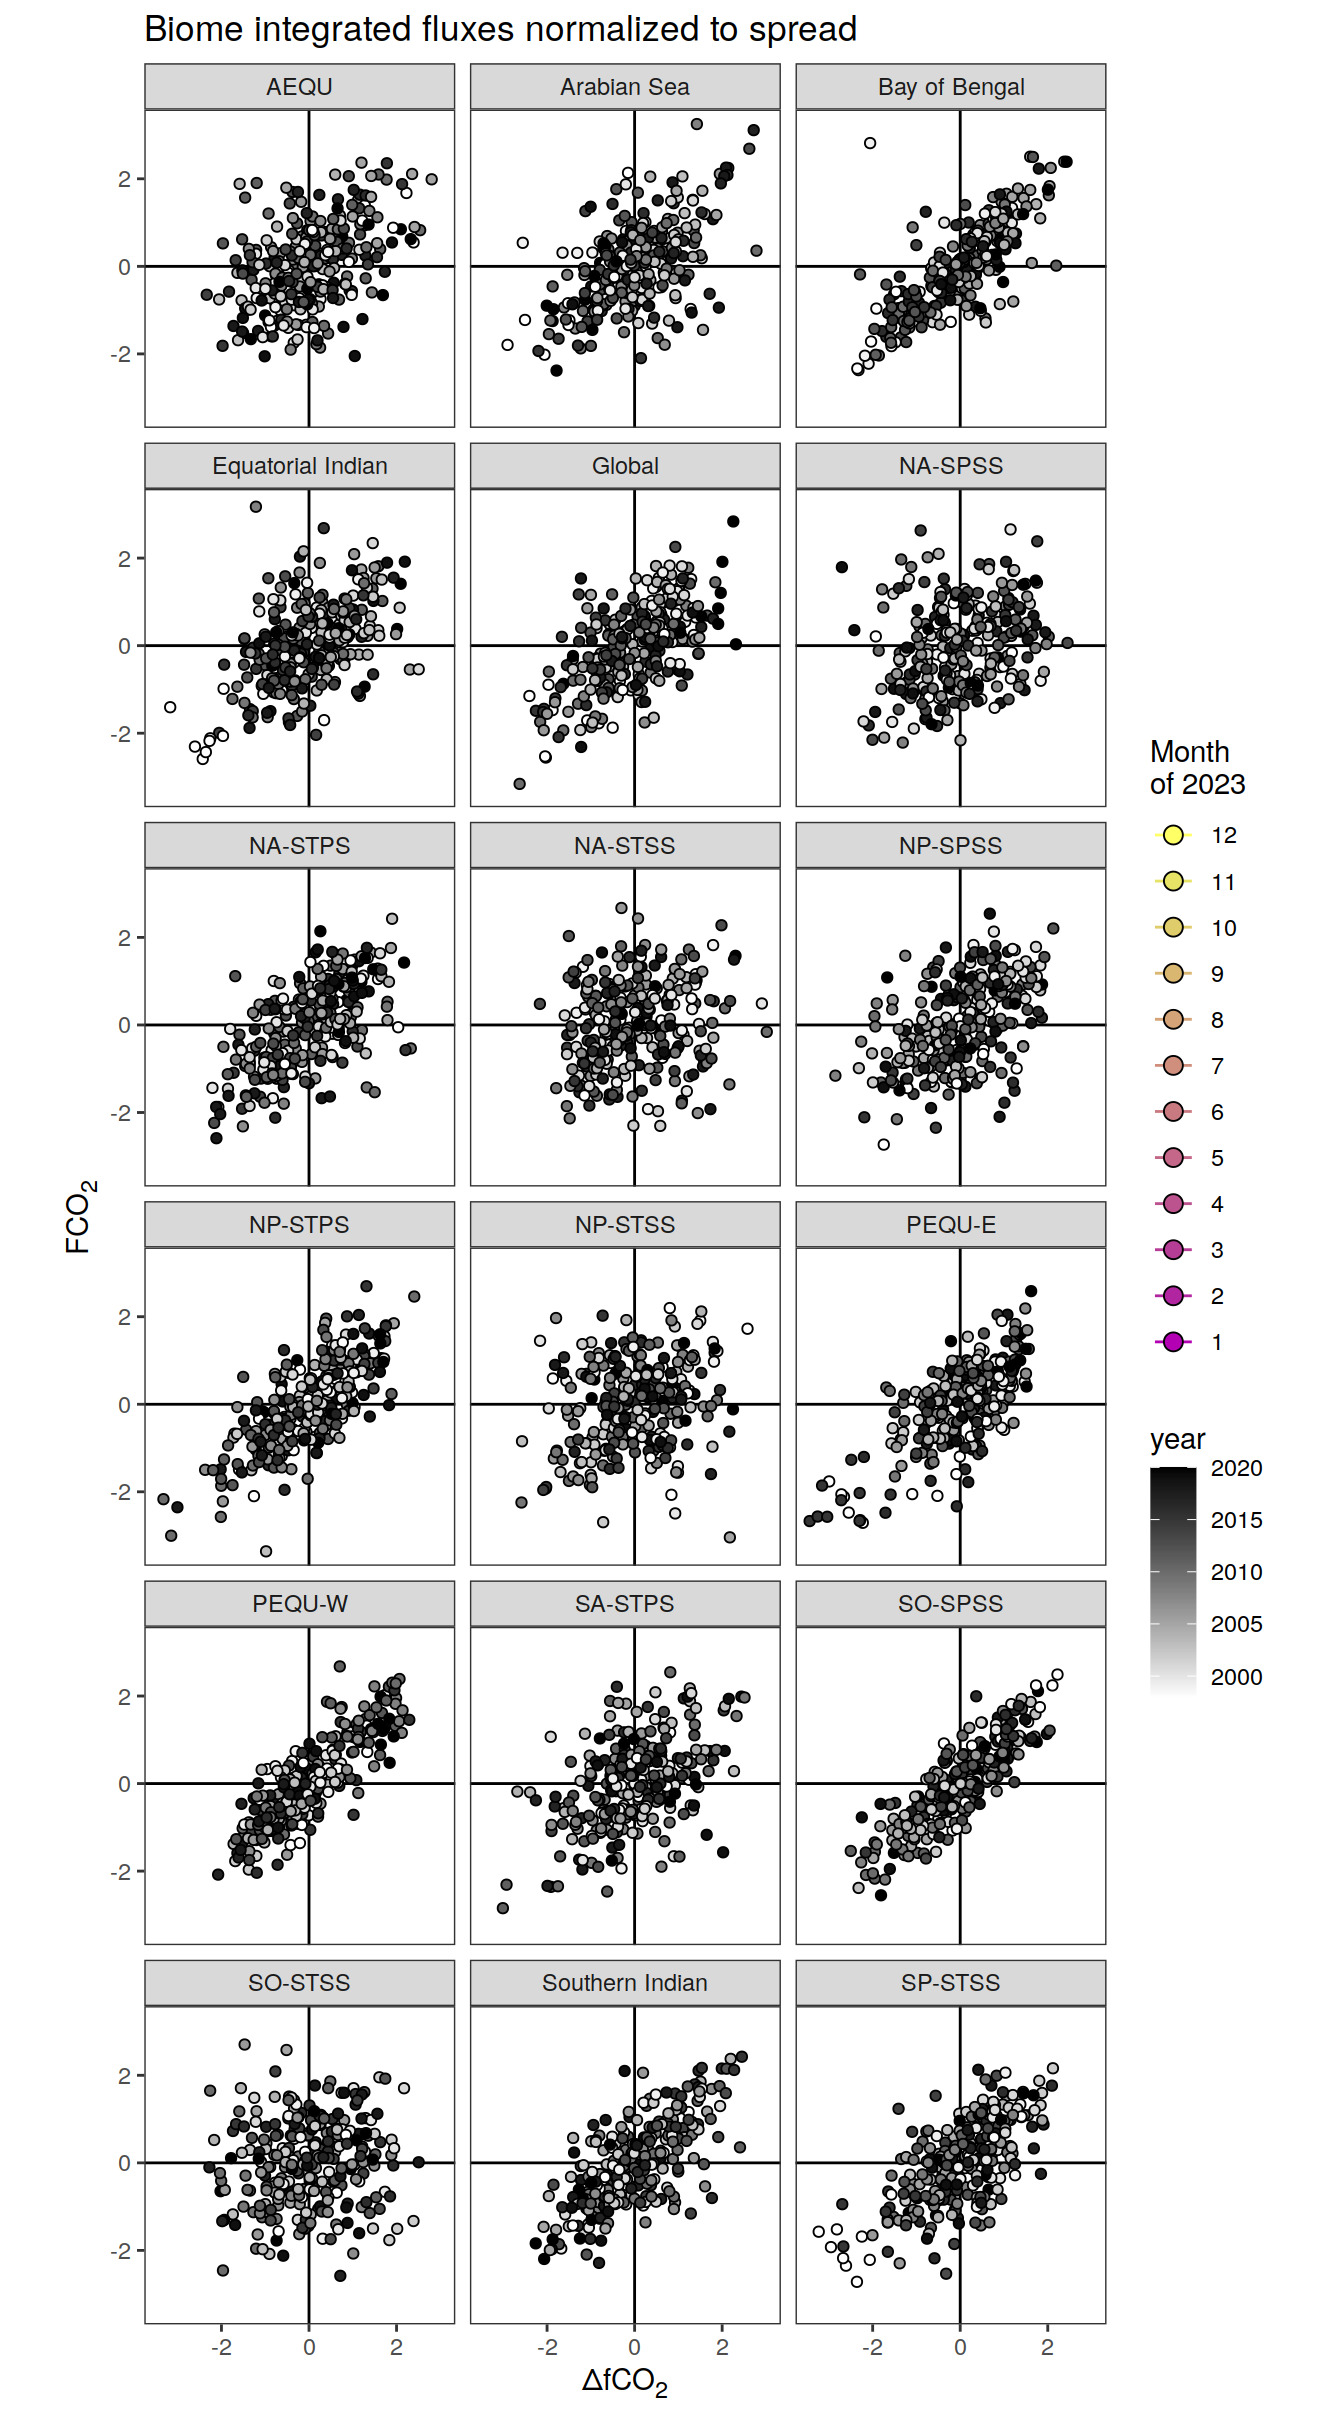 Biome integrated fluxes normalized to spread
AEQU Arabian Sea Bay of Bengal
2
0
-2
Equatorial Indian Global NA-SPSS
2
0
-2
NA-STPS NA-STSS NP-SPSS
2
0
-2
NP-STPS NP-STSS PEQU-E
2
0
-2
PEQU-W SA-STPS SO-SPSS
2
0
-2
SO-STSS Southern Indian SP-STSS
2
0
-2
-2 0 2 -2 0 2 -2 0 2
ΔfCO₂
FCO₂
Month
of 2023
12
11
10
9
8
7
6
5
4
3
2
1
year
2020
2015
2010
2005
2000